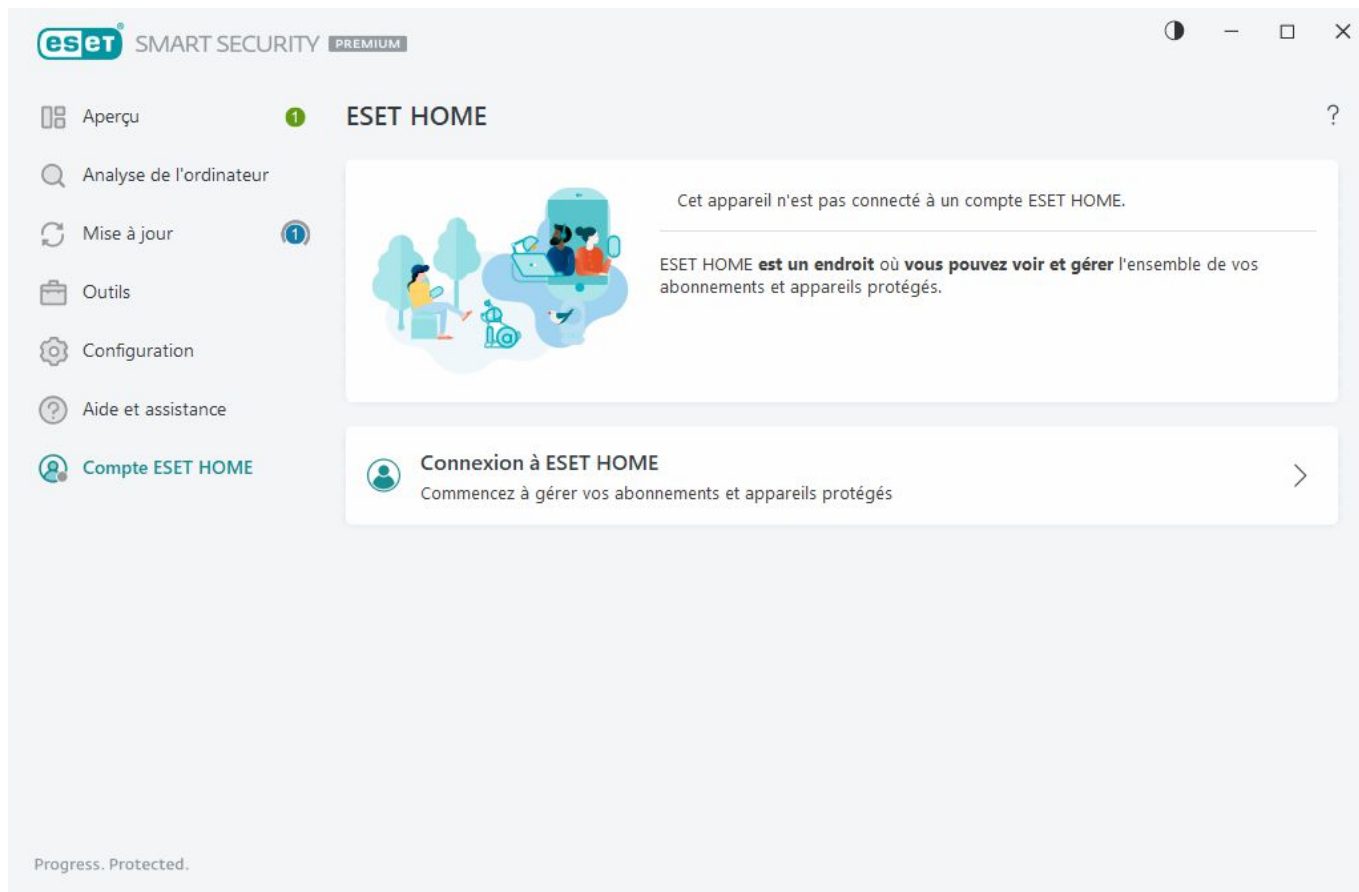 eset® SMART SECURITY PREMIUM
Aperçu 1
Analyse de l'ordinateur
Mise à jour 1
Outils
Configuration
Aide et assistance
Compte ESET HOME
ESET HOME ?
Cet appareil n'est pas connecté à un compte ESET HOME.
ESET HOME est un endroit où vous pouvez voir et gérer l'ensemble de vos
abonnements et appareils protégés.
Connexion à ESET HOME
Commencez à gérer vos abonnements et appareils protégés
Progress. Protected.